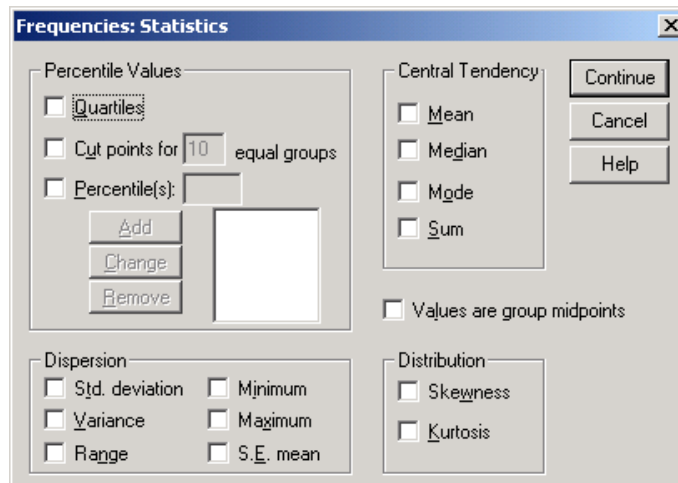 Frequencies: Statistics
Percentile Values
Quartiles
Cut points for 10 equal groups
Percentile(s):
Add
Change
Remove
Central Tendency
Mean
Median
Mode
Sum
Continue
Cancel
Help
Values are group midpoints
Dispersion
Std. deviation Minimum
Variance Maximum
Range S.E. mean
Distribution
Skewness
Kurtosis